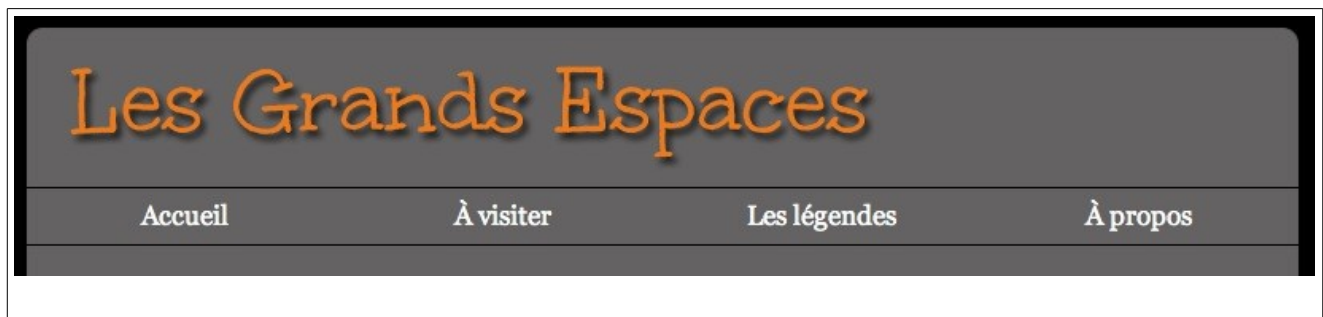 Les Grands Espaces
Accueil À visiter Les légendes À propos